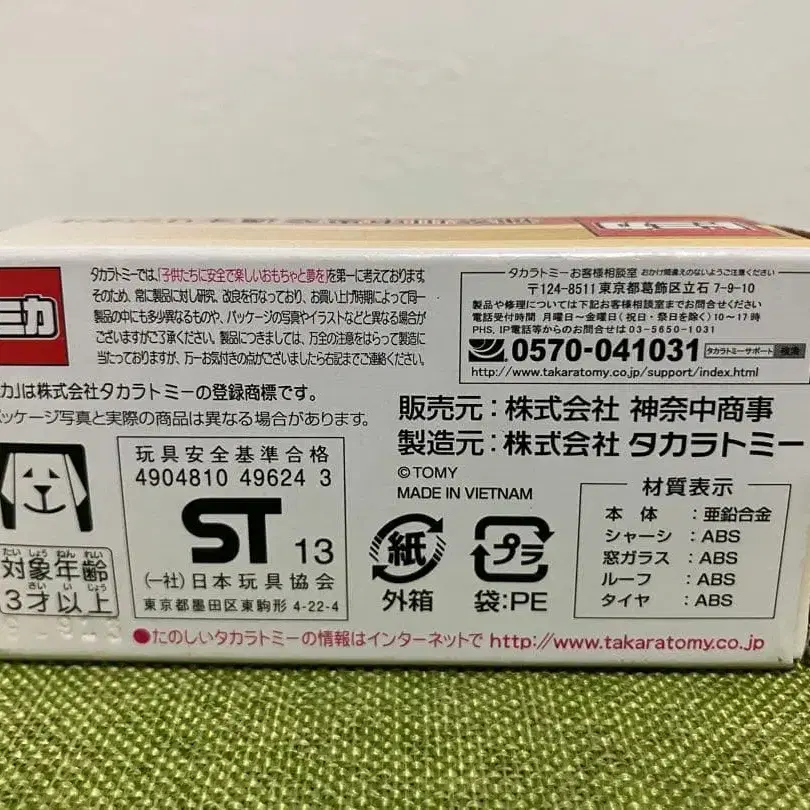 ミカ
タカラトミーでは、「子供たちに安全で楽しいおもちゃと夢を」を第一に考えております。
そのため、常に製品に対し研究、改良を行なっており、お買い上げ時期によって同一
製品の中にも多少異なるものや、パッケージの写真やイラストなどと異なる場合が
ございますがご了承ください。製品につきましては、万全の注意をはらって製造に
当たっておりますが、万一お気付きの点がございましたら右記までご連絡ください。
カ」は株式会社タカラトミーの登録商標です。
パッケージ写真と実際の商品は異なる場合があります。
タカラトミーお客様相談室 おかけ間違えのないようご注意ください
〒124-8511 東京都葛飾区立石 7-9-10
製品や修理については下記お客様相談室までお問合せください。
電話受付時間 月曜日〜金曜日(祝日・祭日を除く)10〜17時
PHS、IP電話等からのお問合せ 03-5650-1031
0570-041031 タカラトミーサポート 検索
http://www.takaratomy.co.jp/support/index.html
販売元:株式会社 神奈中商事
製造元:株式会社 タカラトミー
©TOMY
MADE IN VIETNAM
対象年齢
たいしょうねんれい
3才以上
さいいじょう
玩具安全基準合格
4904810 49624 3
ST 13
(一社)日本玩具協会
東京都墨田区東駒形 4-22-4
紙
外箱
プラ
袋:PE
材質表示
本体:亜鉛合金
シャーシ:ABS
窓ガラス:ABS
ルーフ:ABS
タイヤ:ABS
●たのしいタカラトミーの情報はインターネットで http://www.takaratomy.co.jp